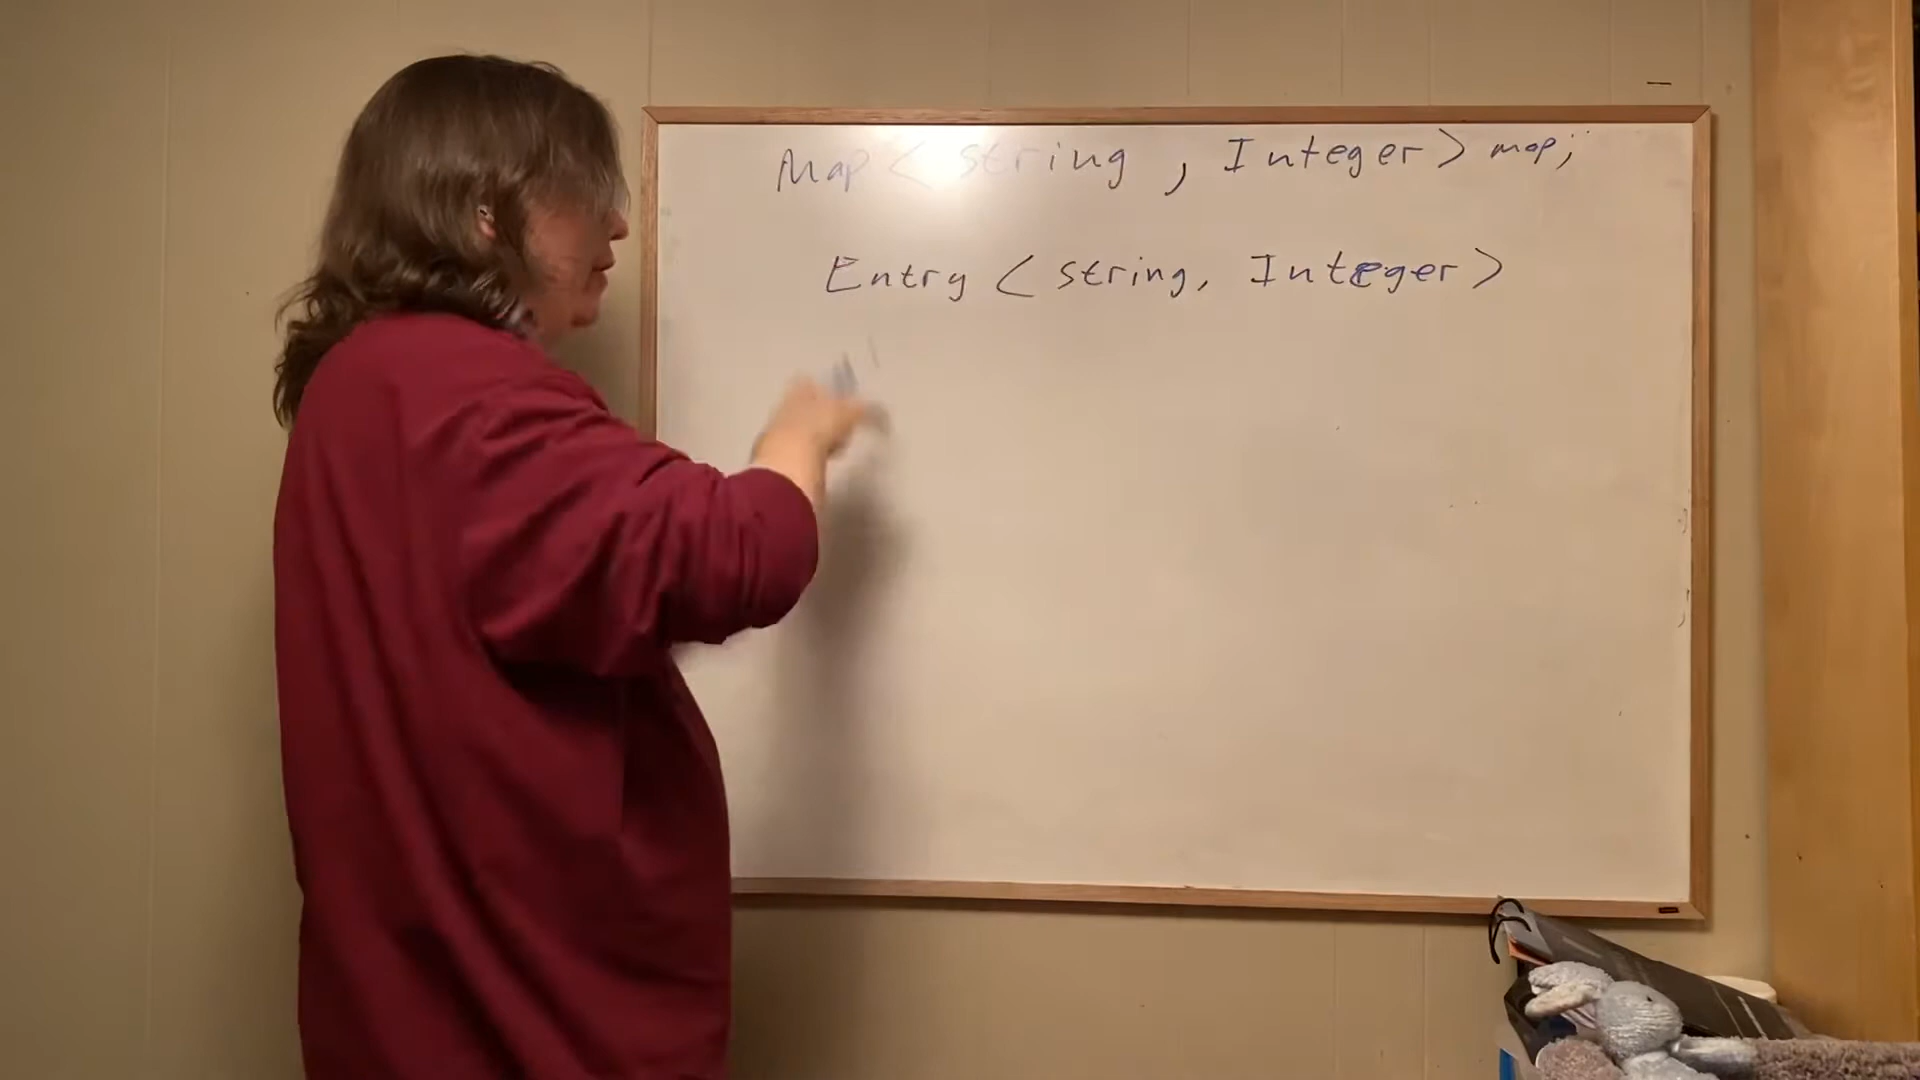 Map < string , Integer > map;
Entry < string, Integer >